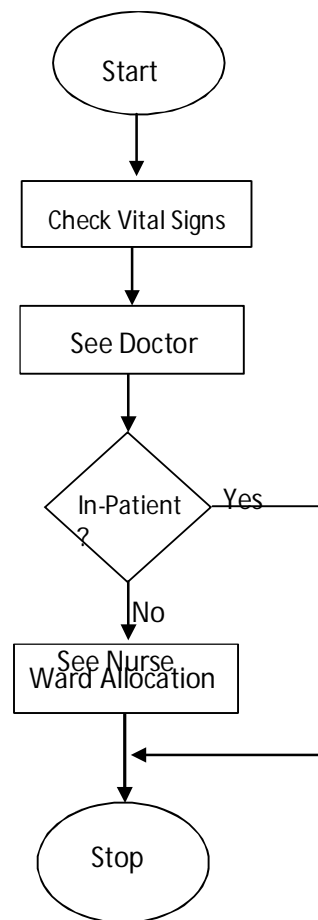 Start
Check Vital Signs
See Doctor
In-Patient
?
Yes
No
See Nurse
Ward Allocation
Stop